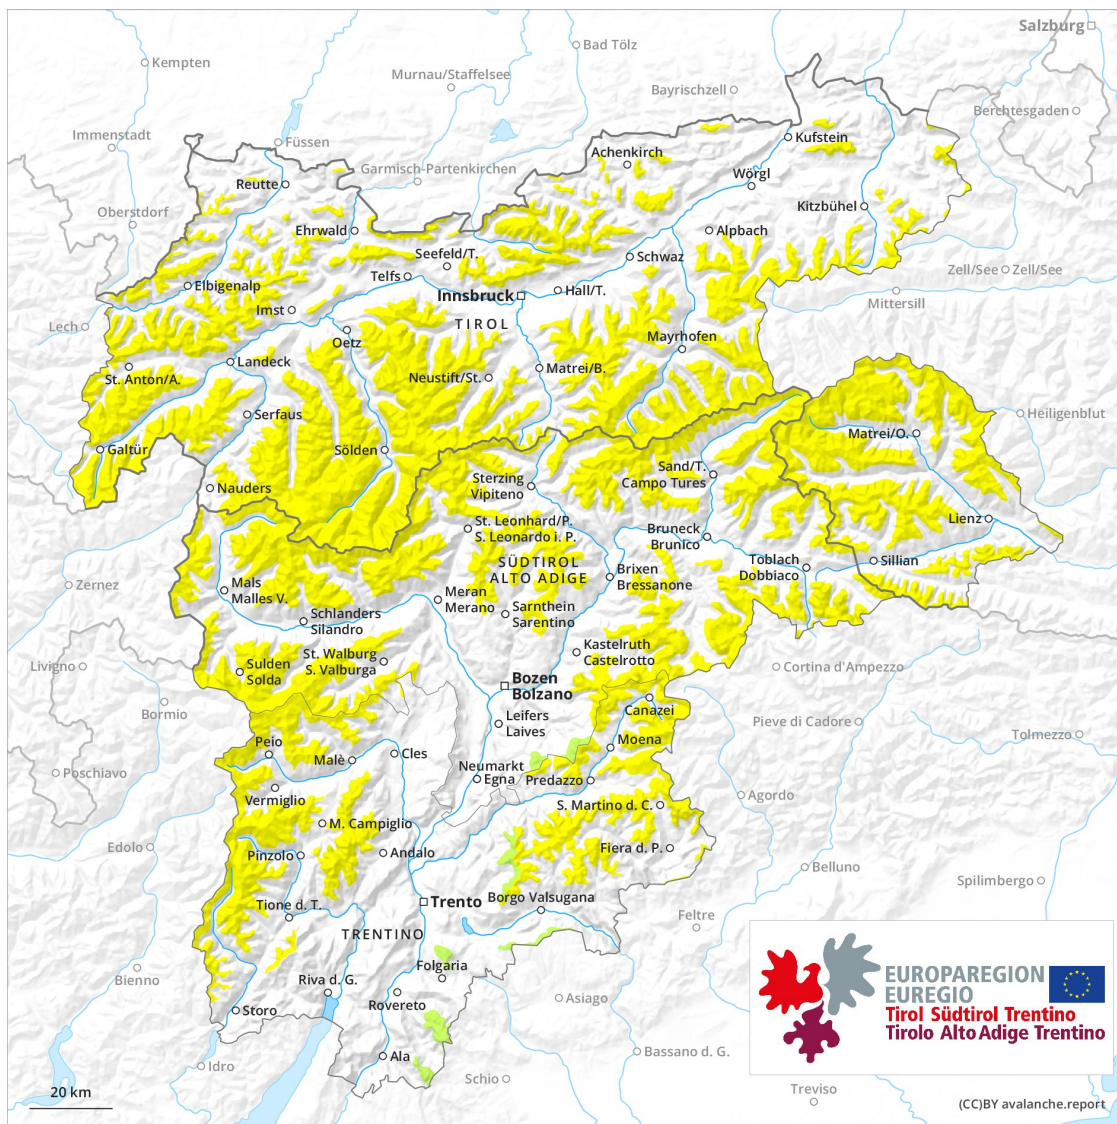 Salzburg
Bad Tölz
Kempten
Murnau/Staffelsee
Bayrischzell
Berchtesgaden
Immenstadt
Füssen
Kufstein
Achenkirch
Garmisch-Partenkirchen
Wörgl
Reutte
Oberstdorf
Kitzbühel
Ehrwald
Alpbach
Seefeld/T.
Schwaz
Zell/See
Zell/See
Telfs
Elbigenalp
Hall/T.
Innsbruck
Mittersill
Imst
TIROL
Lech
Oetz
Mayrhofen
Landeck
Matrei/B.
St. Anton/A.
Neustift/St.
Serfaus
Heiligenblut
Matrei/O.
Galtür
Sölden
Sand/T.
Campo Tures
Sterzing
Vipiteno
Nauders
Lienz
St. Leonhard/P.
S. Leonardo i. P.
Bruneck
Brunico
SÜDTIROL
ALTO ADIGE
Toblach
Dobbiaco
Sillian
Brixen
Bressanone
Zernez
Mals
Malles V.
Meran
Merano
Sarnthein
Sarentino
Schlanders
Silandro
Kastelruth
Castelrotto
St. Walburg
S. Valburga
Livigno
Sulden
Solda
Cortina d'Ampezzo
Bozen
Bolzano
Bormio
Canazei
Leifers
Laives
Pieve di Cadore
Tolmezzo
Moena
Peio
Cles
Malè
Neumarkt
Egna
Predazzo
Poschiavo
Vermiglio
Agordo
S. Martino d. C.
M. Campiglio
Edolo
Andalo
Fiera d. P.
Pinzolo
Belluno
Spilimbergo
Borgo Valsugana
Trento
Tione d. T.
Feltre
TRENTINO
Folgaria
Bienno
Riva d. G.
Asiago
Rovereto
Storo
EUROPAREGION
EUREGIO
Tirol Südtirol Trentino
Tirolo Alto Adige Trentino
Ala
Bassano d. G.
Idro
Schio
Treviso
20 km
(CC)BY avalanche.report